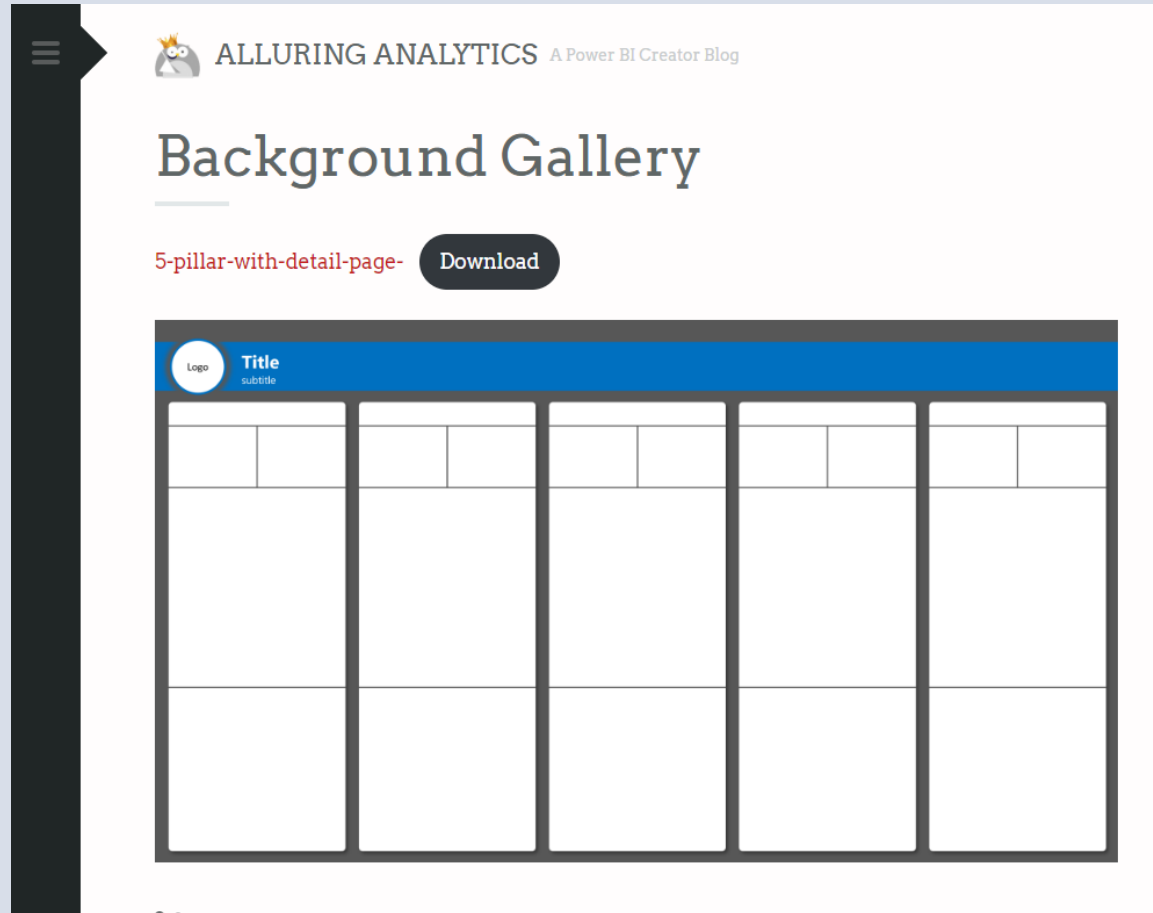 ALLURING ANALYTICS A Power BI Creator Blog
Background Gallery
5-pillar-with-detail-page- Download
Logo
Title
subtitle